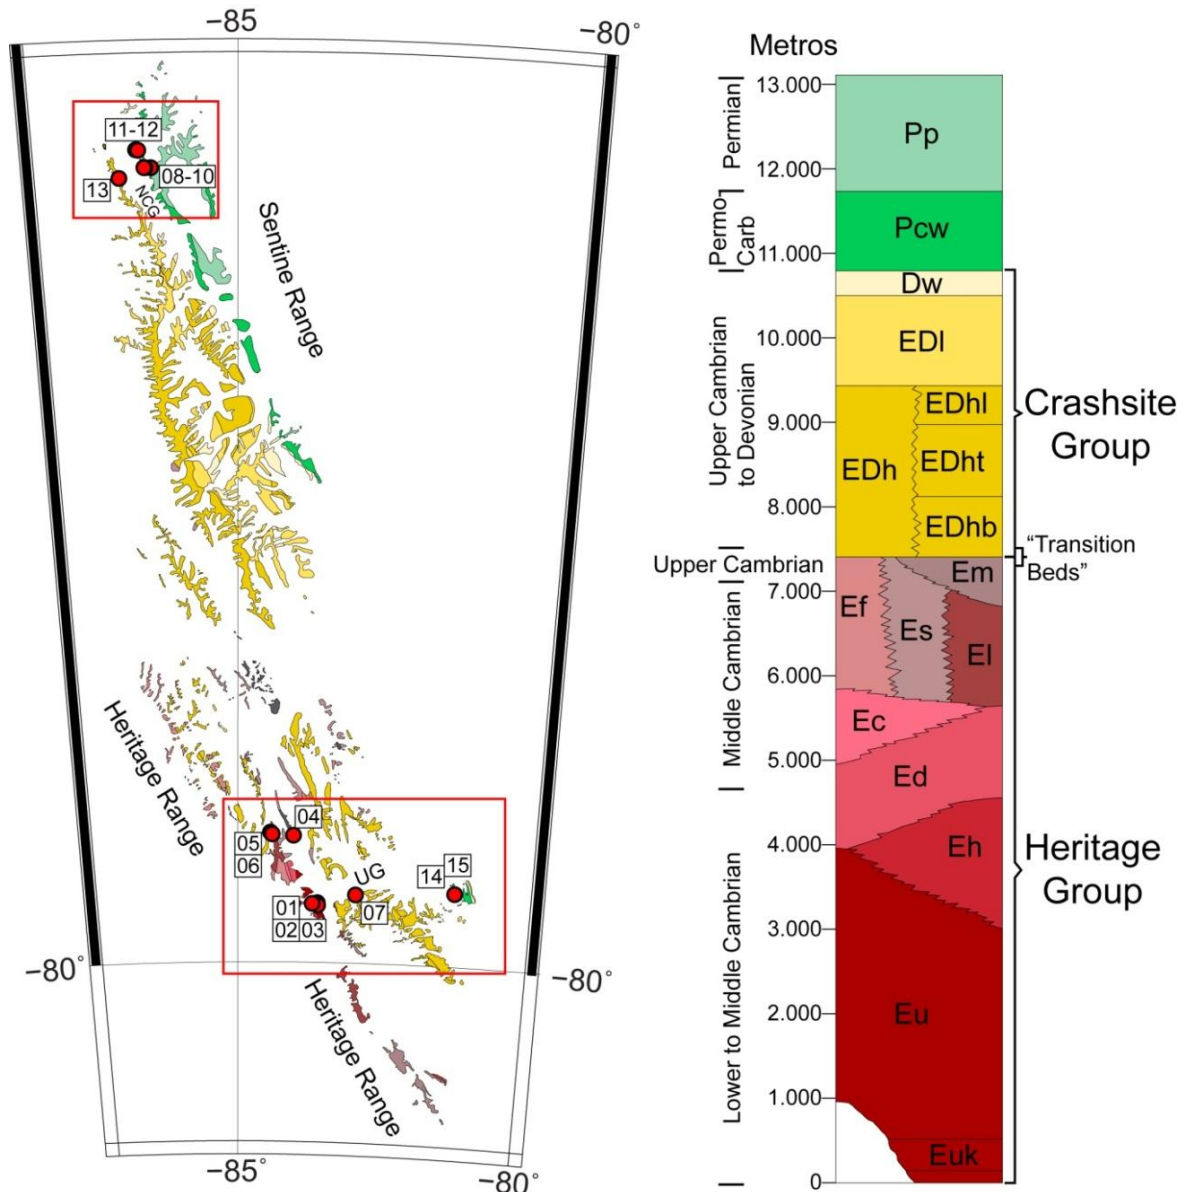 −85
−80°
11-12
08-10
13
NCG
Sentine Range
Heritage Range
04
05
06
UG
15
14
01
07
02
03
−80°
−80°
Heritage Range
−85
−80°
Metros
13.000
12.000
11.000
10.000
9.000
8.000
7.000
6.000
5.000
4.000
3.000
2.000
1.000
0
Permian
Permo
Carb
Upper Cambrian
to Devonian
Upper Cambrian
Middle Cambrian
Lower to Middle Cambrian
Pp
Pcw
Dw
EDl
EDhl
EDh
EDht
EDhb
Em
Ef
Es
El
Ec
Ed
Eh
Eu
Euk
Crashsite
Group
“Transition
Beds”
Heritage
Group